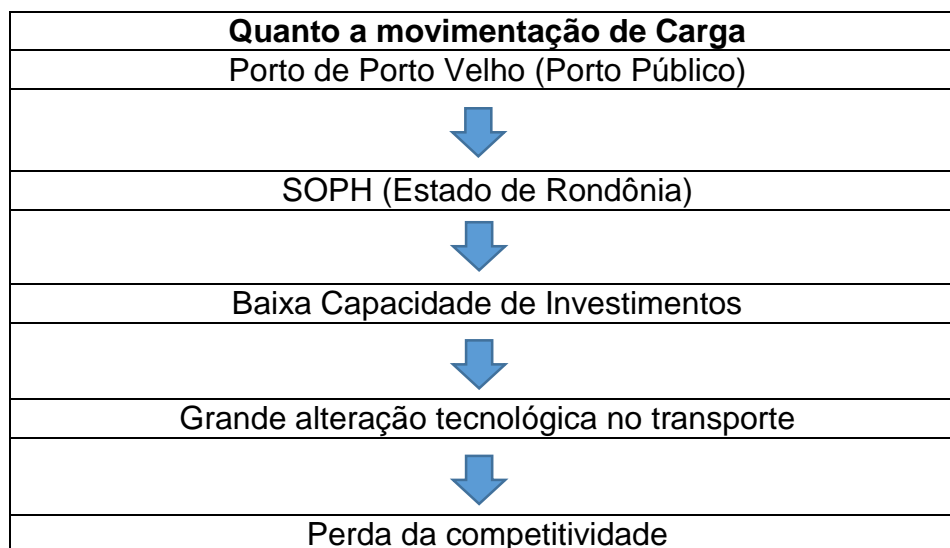 Quanto a movimentação de Carga
Porto de Porto Velho (Porto Público)
SOPH (Estado de Rondônia)
Baixa Capacidade de Investimentos
Grande alteração tecnológica no transporte
Perda da competitividade